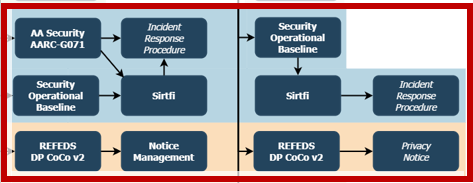 AA Security
AARC-G071
Incident
Response
Procedure
Security
Operational
Baseline
Sirtfi
REFEDS
DP CoCo v2
Notice
Management
Security
Operational
Baseline
Sirtfi
Incident
Response
Procedure
REFEDS
DP CoCo v2
Privacy
Notice